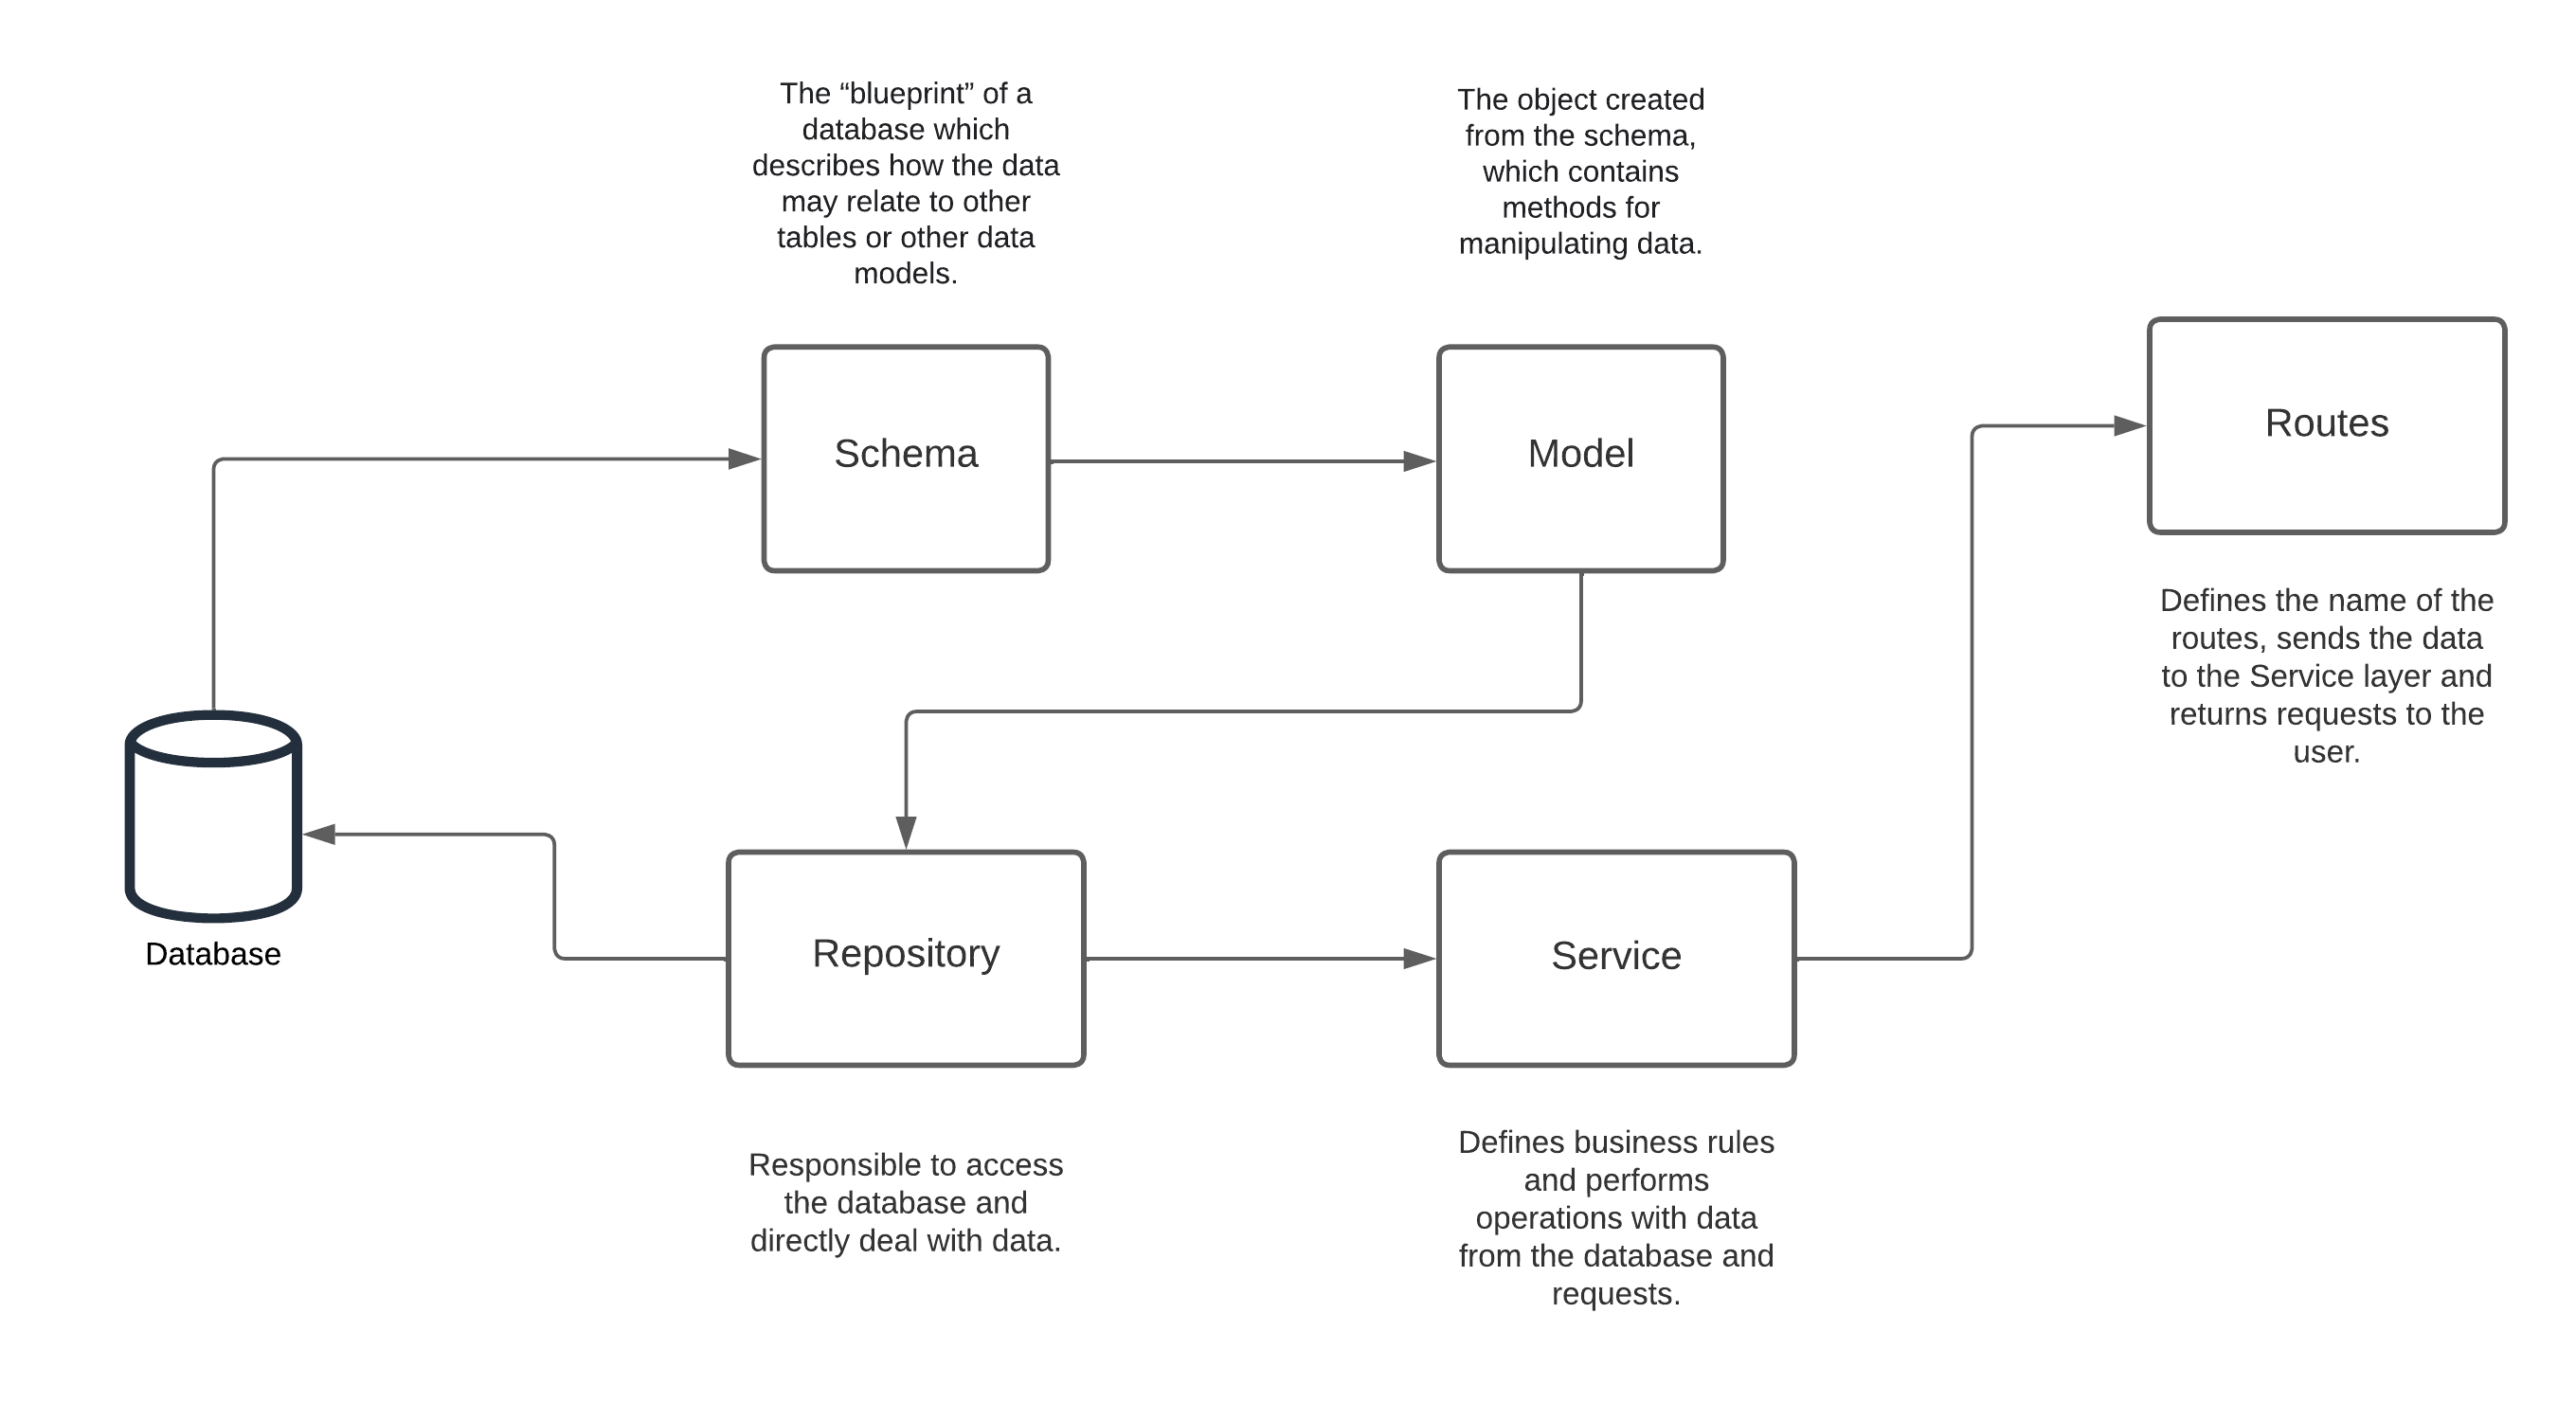 The “blueprint” of a
database which
describes how the data
may relate to other
tables or other data
models.
The object created
from the schema,
which contains
methods for
manipulating data.
Schema
Model
Routes
Defines the name of the
routes, sends the data
to the Service layer and
returns requests to the
user.
Database
Repository
Service
Responsible to access
the database and
directly deal with data.
Defines business rules
and performs
operations with data
from the database and
requests.